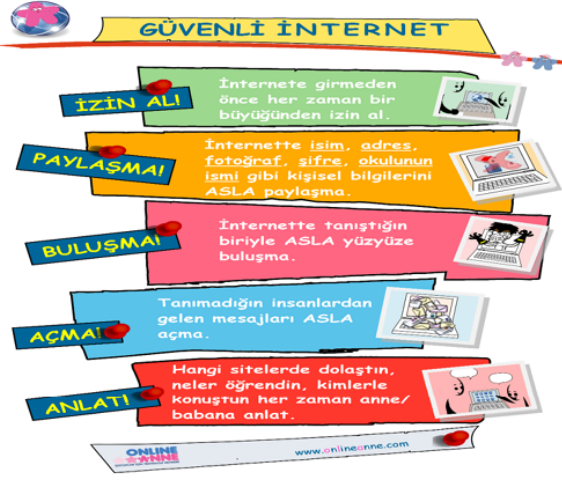 GÜVENLİ İNTERNET
İZİN AL!
İnternete girmeden
önce her zaman bir
büyüğünden izin al.
PAYLAŞMA!
İnternette isim, adres,
fotoğraf, şifre, okulunun
ismi gibi kişisel bilgilerini
ASLA paylaşma.
BULUŞMA!
İnternette tanıştığın
biriyle ASLA yüzyüze
buluşma.
AÇMA!
Tanımadığın insanlardan
gelen mesajları ASLA
açma.
ANLAT!
Hangi sitelerde dolaştın,
neler öğrendin, kimlerle
konuştun her zaman anne/
babana anlat.
ONLINE
ANNE
www.onlineanne.com